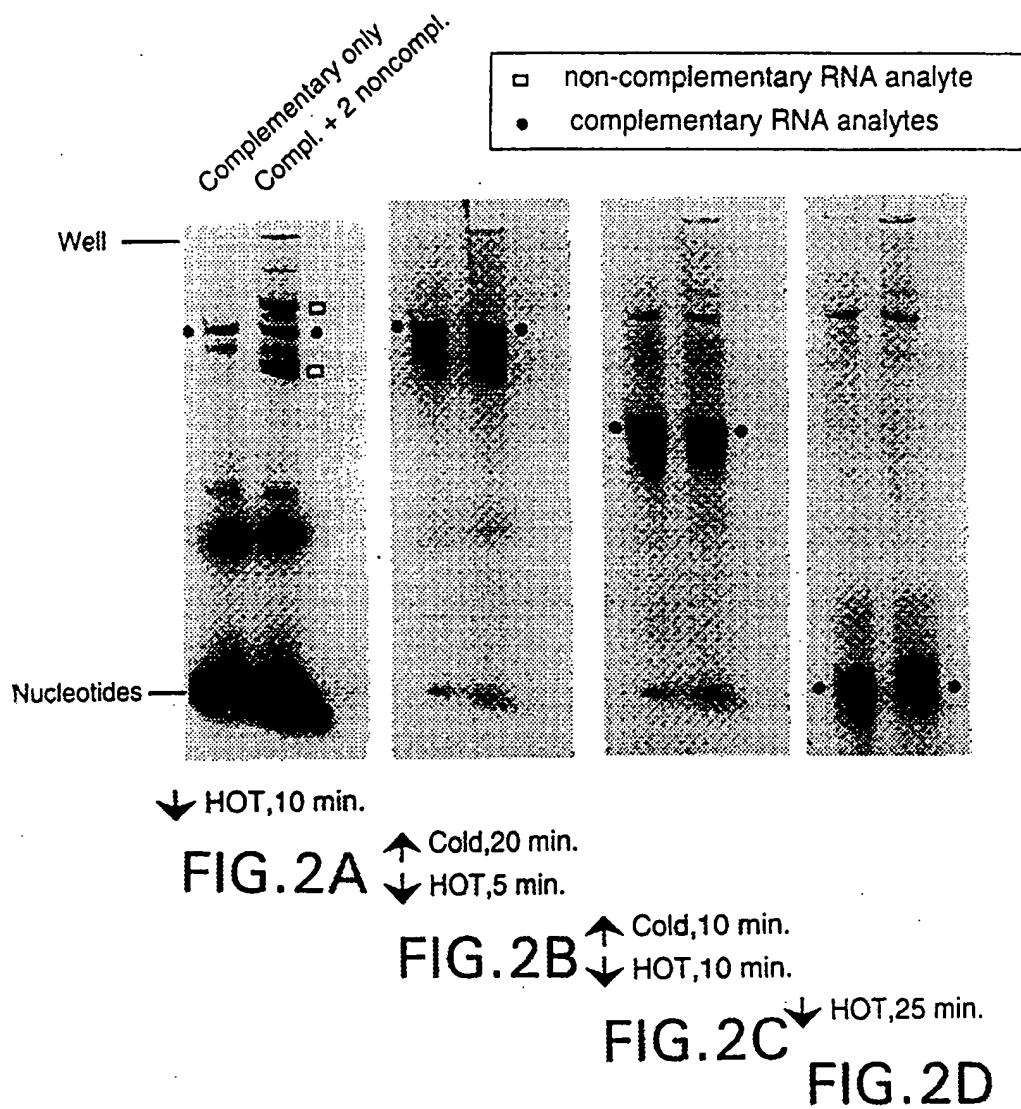 Complementary only
Compl. + 2 noncompl.
non-complementary RNA analyte
complementary RNA analytes
Well
Nucleotides
HOT,10 min.
FIG.2A
Cold,20 min.
HOT,5 min.
FIG.2B
Cold,10 min.
HOT,10 min.
FIG.2C
HOT,25 min.
FIG.2D